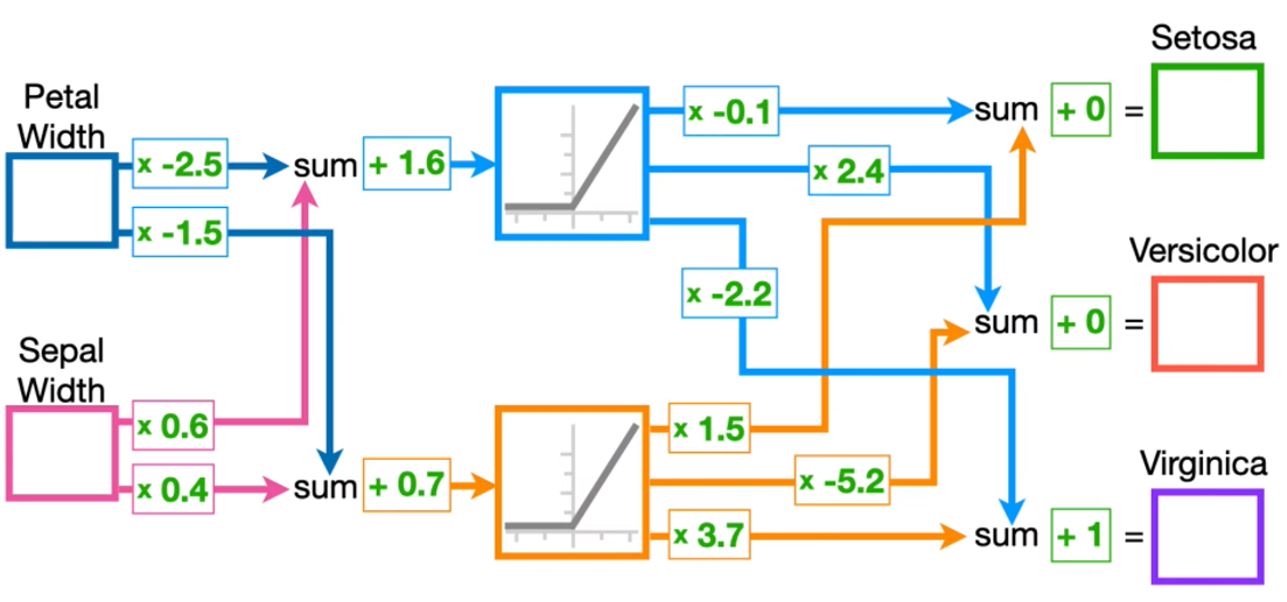 Petal
Width
x -2.5
sum
+ 1.6
x -1.5
x -0.1
sum
+ 0
=
Setosa
x 2.4
x -2.2
sum
+ 0
=
Versicolor
Sepal
Width
x 0.6
x 0.4
sum
+ 0.7
x 1.5
x -5.2
x 3.7
sum
+ 1
=
Virginica